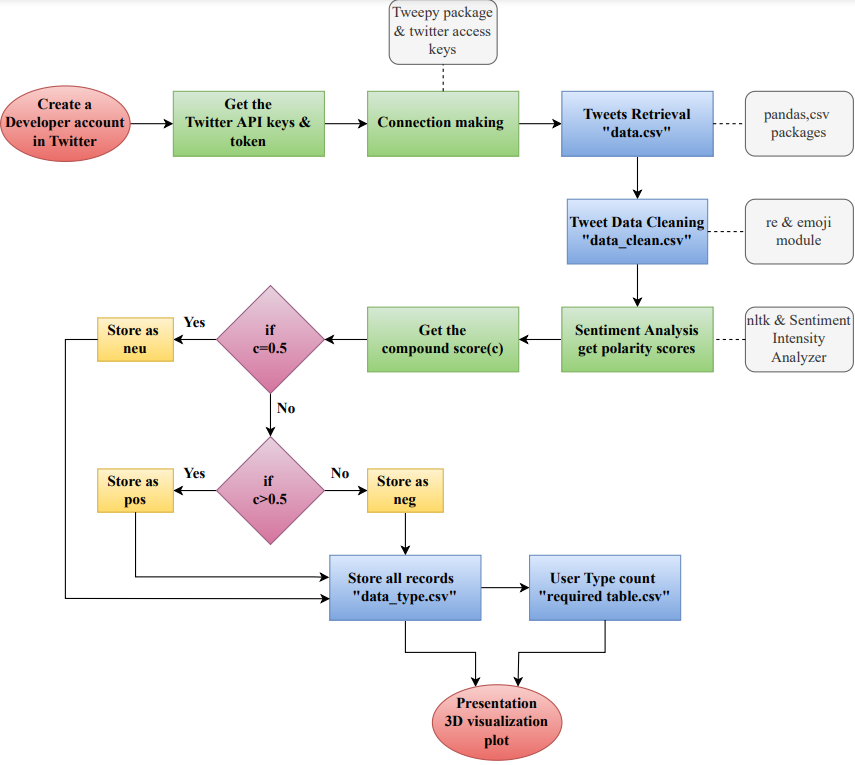 Tweepy package
& twitter access
keys
Create a
Developer account
in Twitter
Get the
Twitter API keys &
token
Connection making
Tweets Retrieval
"data.csv"
pandas,csv
packages
Tweet Data Cleaning
"data_clean.csv"
re & emoji
module
Sentiment Analysis
get polarity scores
nltk & Sentiment
Intensity
Analyzer
Get the
compound score(c)
if
c=0.5
Yes
Store as
neu
No
if
c>0.5
Yes
Store as
pos
No
Store as
neg
Store all records
"data_type.csv"
User Type count
"required table.csv"
Presentation
3D visualization
plot